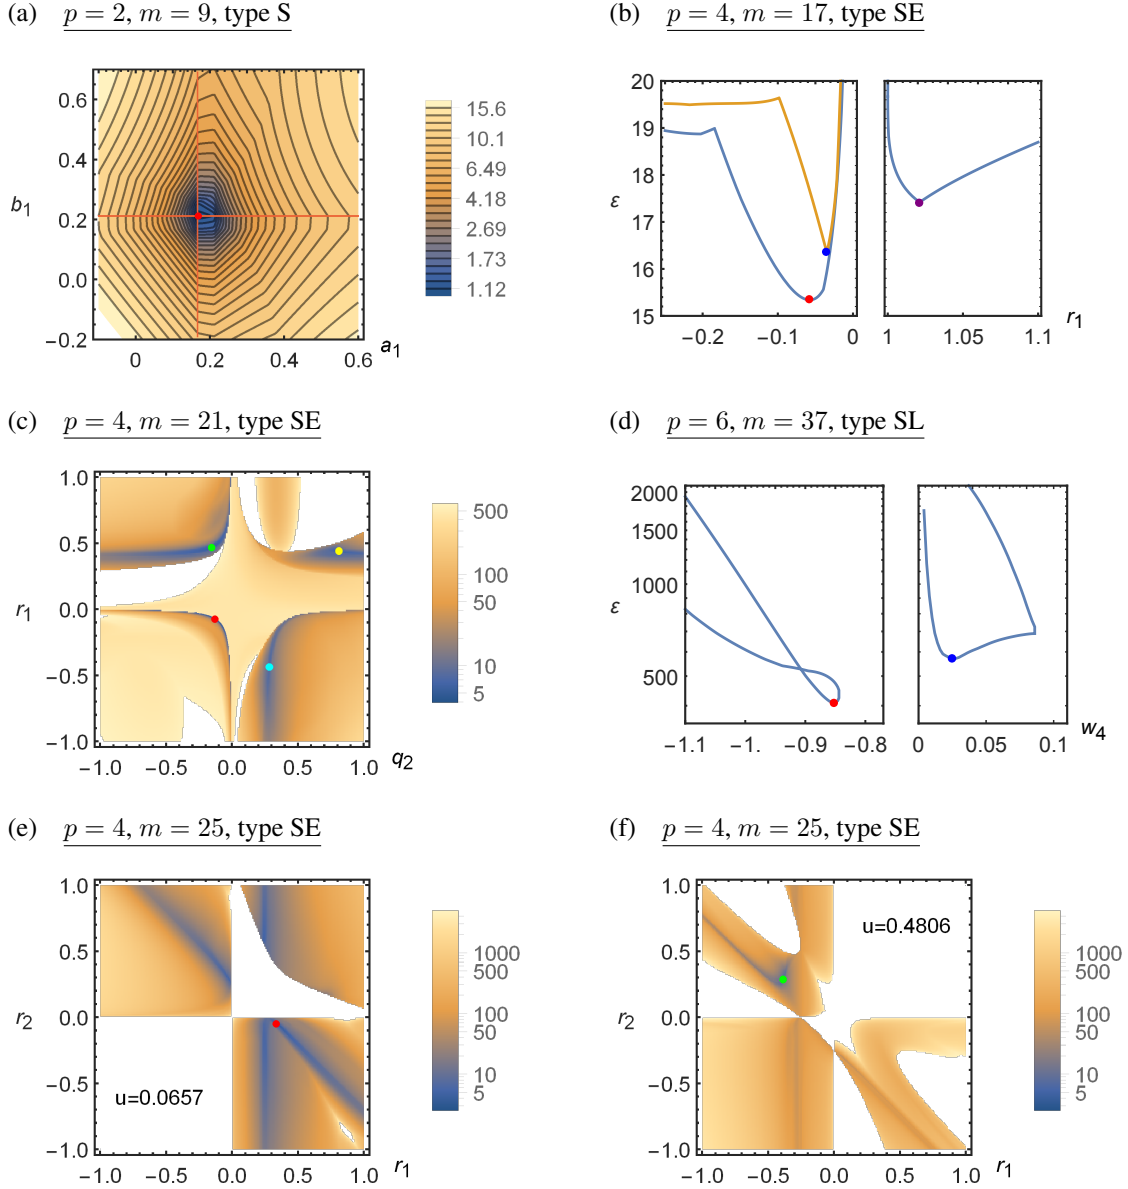 (a) p = 2, m = 9, type S
0.6
0.4
b1
0.2
0.0
−0.2
0 0.2 0.4 0.6
a1
15.6
10.1
6.49
4.18
2.69
1.73
1.12
(b) p = 4, m = 17, type SE
20
19
18
ε
17
16
15
−0.2 −0.1 0
1 1.05 1.1
r1
(c) p = 4, m = 21, type SE
1.0
0.5
r1
0.0
−0.5
−1.0
−1.0 −0.5 0.0 0.5 1.0
q2
500
100
50
10
5
(d) p = 6, m = 37, type SL
2000
1500
1000
ε
500
−1.1 −1. −0.9 −0.8
0 0.05 0.1
w4
(e) p = 4, m = 25, type SE
1.0
0.5
r2
0.0
−0.5
u=0.0657
−1.0
−1.0 −0.5 0.0 0.5 1.0
r1
1000
500
100
50
10
5
(f) p = 4, m = 25, type SE
1.0
u=0.4806
0.5
r2
0.0
−0.5
−1.0
−1.0 −0.5 0.0 0.5 1.0
r1
1000
500
100
50
10
5